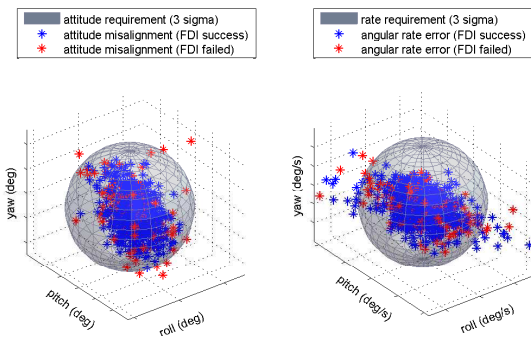 attitude requirement (3 sigma)
attitude misalignment (FDI success)
attitude misalignment (FDI failed)
rate requirement (3 sigma)
angular rate error (FDI success)
angular rate error (FDI failed)
yaw (deg)
pitch (deg)
roll (deg)
yaw (deg/s)
pitch (deg/s)
roll (deg/s)